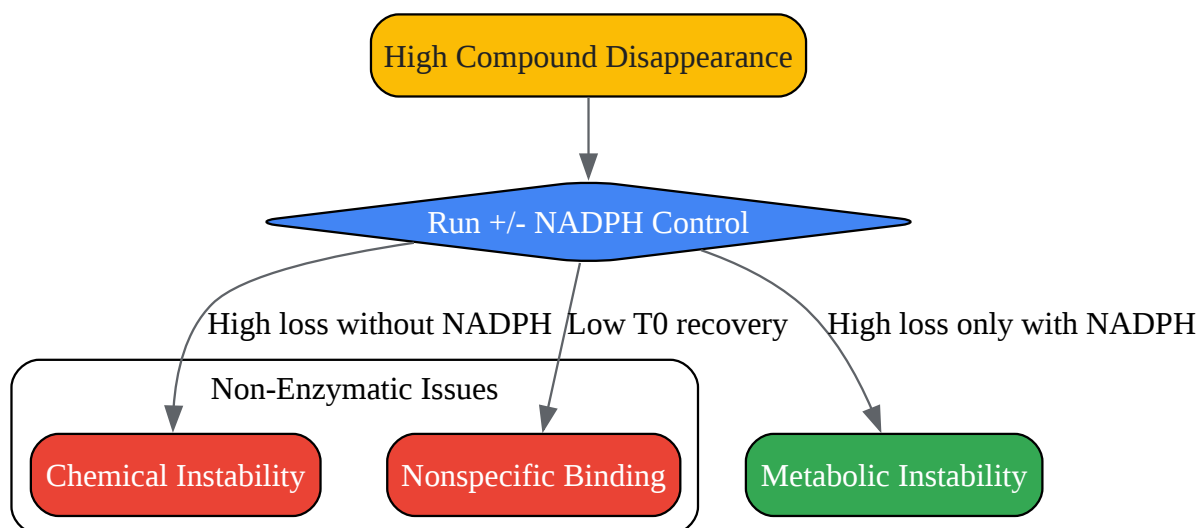 High Compound Disappearance
Run +/- NADPH Control
High loss without NADPH
Low T0 recovery
High loss only with NADPH
Non-Enzymatic Issues
Chemical Instability
Nonspecific Binding
Metabolic Instability